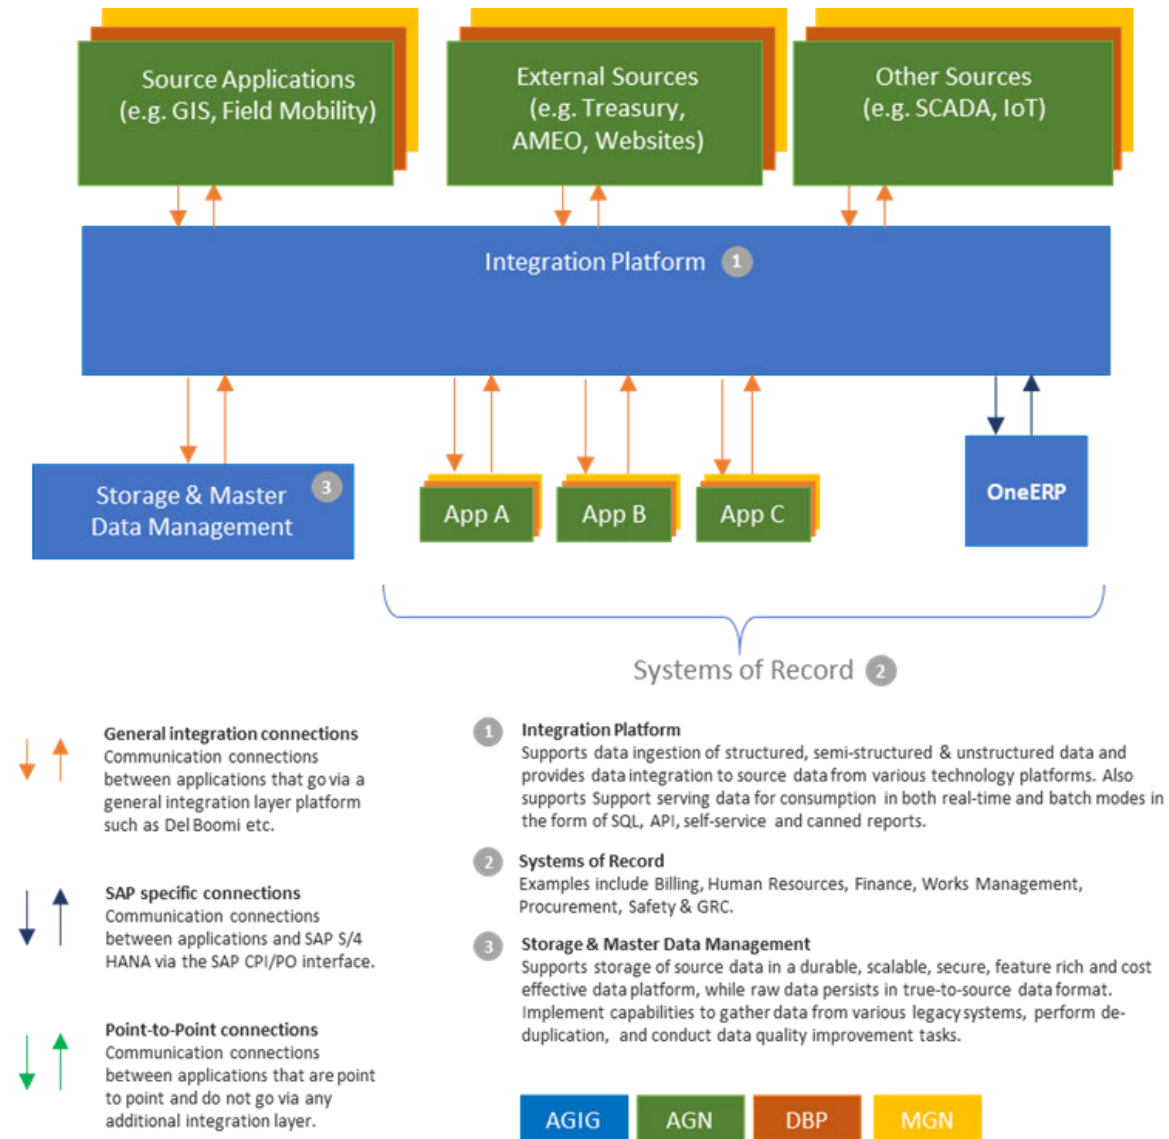 Source Applications
(e.g. GIS, Field Mobility)
External Sources
(e.g. Treasury,
AMEO, Websites)
Other Sources
(e.g. SCADA, IoT)
Integration Platform 1
Storage & Master
Data Management
3
App A
App B
App C
OneERP
Systems of Record 2
General integration connections
Communication connections
between applications that go via a
general integration layer platform
such as Del Boomi etc.
SAP specific connections
Communication connections
between applications and SAP S/4
HANA via the SAP CPI/PO interface.
Point-to-Point connections
Communication connections
between applications that are point
to point and do not go via any
additional integration layer.
1 Integration Platform
Supports data ingestion of structured, semi-structured & unstructured data and
provides data integration to source data from various technology platforms. Also
supports Support serving data for consumption in both real-time and batch modes in
the form of SQL, API, self-service and canned reports.
2 Systems of Record
Examples include Billing, Human Resources, Finance, Works Management,
Procurement, Safety & GRC.
3 Storage & Master Data Management
Supports storage of source data in a durable, scalable, secure, feature rich and cost
effective data platform, while raw data persists in true-to-source data format.
Implement capabilities to gather data from various legacy systems, perform de-
duplication, and conduct data quality improvement tasks.
AGIG
AGN
DBP
MGN